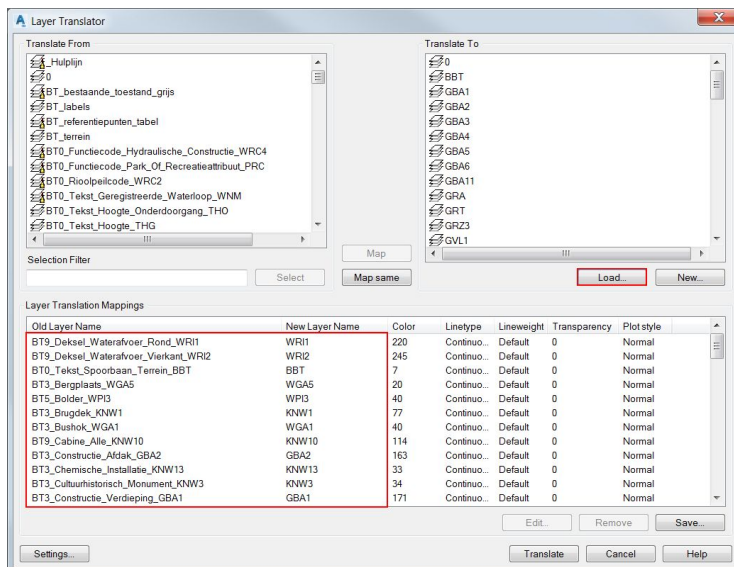 Layer Translator
Translate From
_Hulplijn
0
BT_bestaande_toestand_grijs
BT_labels
BT_referentiepunten_tabel
BT_terrein
BT0_Functiecode_Hydraulische_Constructie_WRC4
BT0_Functiecode_Park_Of_Recreatieattribuut_PRC
BT0_Rioolpeilcode_WRC2
BT0_Tekst_Geregistreerde_Waterloop_WNM
BT0_Tekst_Hoogte_Onderdoorgang_THO
BT0_Tekst_Hoogte_THG
Selection Filter
Select
Map
Map same
Translate To
0
BBT
GBA1
GBA2
GBA3
GBA4
GBA5
GBA6
GBA11
GRA
GRT
GRZ3
GVL1
Load... New...
Layer Translation Mappings
Old Layer Name New Layer Name Color Linetype Lineweight Transparency Plot style
BT9_Deksel_Waterafvoer_Rond_WRI1 WRI1 220 Continuo... Default 0 Normal
BT9_Deksel_Waterafvoer_Vierkant_WRI2 WRI2 245 Continuo... Default 0 Normal
BT0_Tekst_Spoorbaan_Terrein_BBT BBT 7 Continuo... Default 0 Normal
BT3_Bergplaats_WGA5 WGA5 20 Continuo... Default 0 Normal
BT5_Bolder_WPI3 WPI3 40 Continuo... Default 0 Normal
BT3_Brugdek_KNW1 KNW1 77 Continuo... Default 0 Normal
BT3_Bushok_WGA1 WGA1 40 Continuo... Default 0 Normal
BT9_Cabine_Alle_KNW10 KNW10 114 Continuo... Default 0 Normal
BT3_Constructie_Afdak_GBA2 GBA2 163 Continuo... Default 0 Normal
BT3_Chemische_Installatie_KNW13 KNW13 33 Continuo... Default 0 Normal
BT3_Cultuurhistorisch_Monument_KNW3 KNW3 34 Continuo... Default 0 Normal
BT3_Constructie_Verdieping_GBA1 GBA1 171 Continuo... Default 0 Normal
Edit... Remove Save...
Settings... Translate Cancel Help